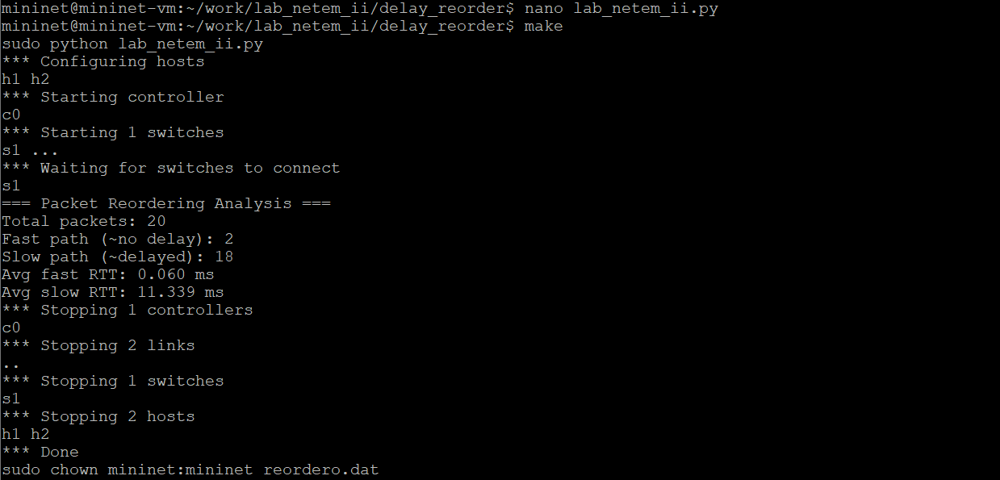 mininet@mininet-vm:~/work/lab_netem_ii/delay_reorder$ nano lab_netem_ii.py
mininet@mininet-vm:~/work/lab_netem_ii/delay_reorder$ make
sudo python lab_netem_ii.py
*** Configuring hosts
h1 h2
*** Starting controller
c0
*** Starting 1 switches
s1 ...
*** Waiting for switches to connect
s1
=== Packet Reordering Analysis ===
Total packets: 20
Fast path (~no delay): 2
Slow path (~delayed): 18
Avg fast RTT: 0.060 ms
Avg slow RTT: 11.339 ms
*** Stopping 1 controllers
c0
*** Stopping 2 links
..
*** Stopping 1 switches
s1
*** Stopping 2 hosts
h1 h2
*** Done
sudo chown mininet:mininet reordero.dat